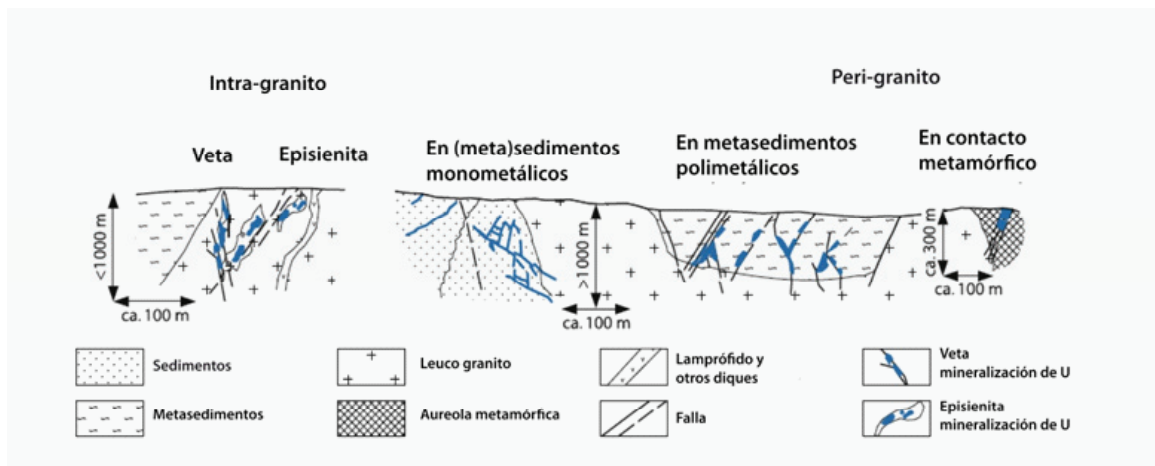 Intra-granito
Peri-granito
Veta
Episienita
En (meta)sedimentos
monometálicos
En metasedimentos
polimetálicos
En contacto
metamórfico
<1000 m
ca. 100 m
>1000 m
ca. 100 m
ca. 300 m
ca. 100 m
Sedimentos
Leuco granito
Lamprófido y
otros diques
Veta
mineralización de U
Metasedimentos
Aureola metamórfica
Falla
Episienita
mineralización de U